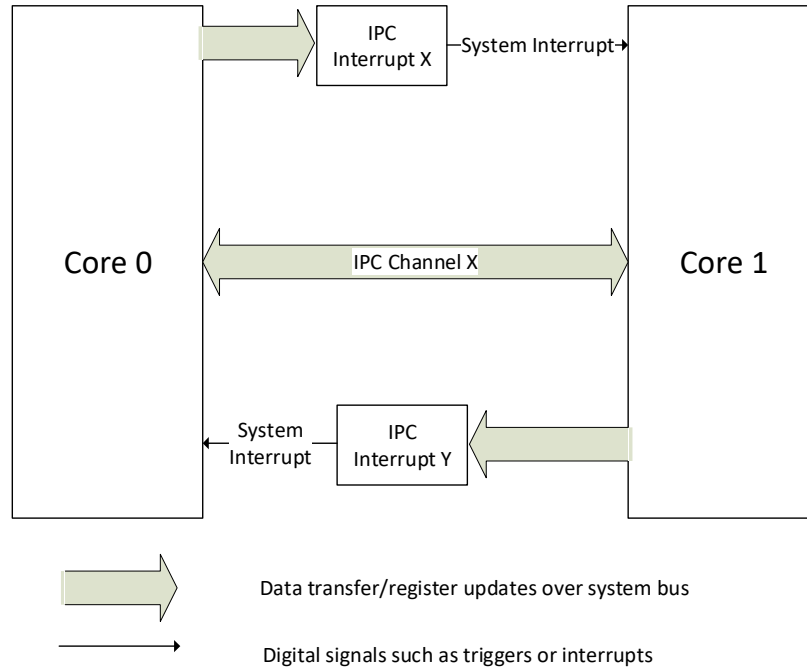 IPC
Interrupt X
System Interrupt
Core 0
IPC Channel X
Core 1
System
Interrupt
IPC
Interrupt Y
Data transfer/register updates over system bus
Digital signals such as triggers or interrupts